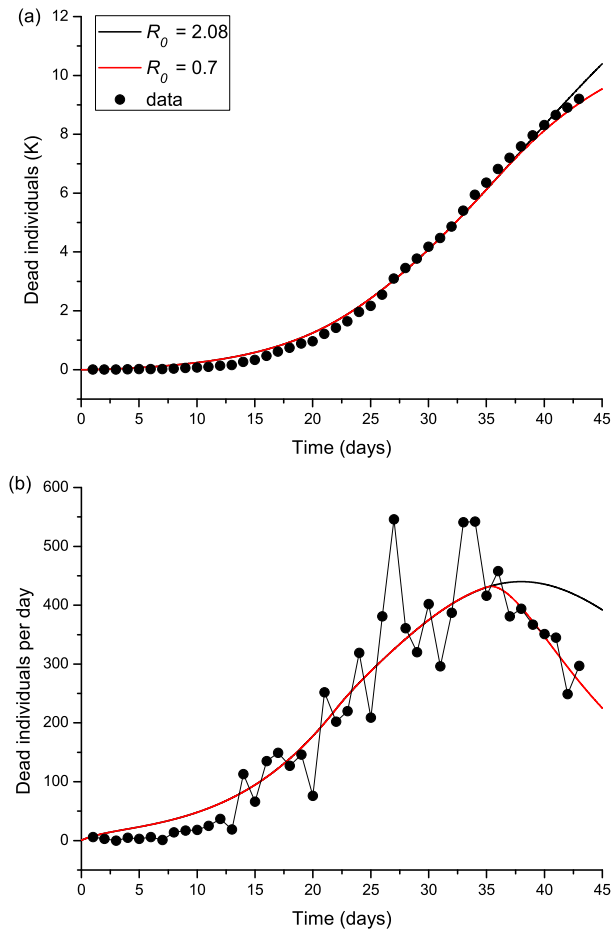 (a)
12
10
8
6
4
2
0
Dead individuals (K)
R0 = 2.08
R0 = 0.7
data
0 5 10 15 20 25 30 35 40 45
Time (days)
(b)
600
500
400
300
200
100
0
Dead individuals per day
0 5 10 15 20 25 30 35 40 45
Time (days)